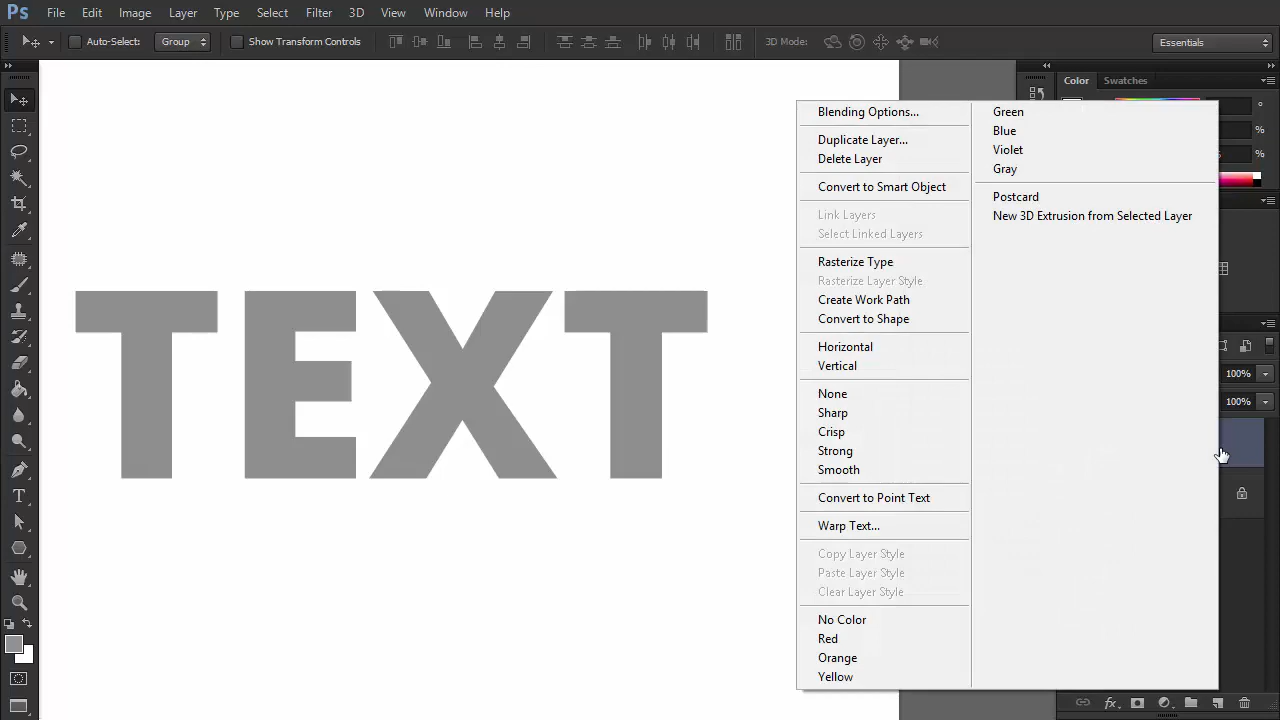 Ps File Edit Image Layer Type Select Filter 3D View Window Help
Auto-Select: Group Show Transform Controls 3D Mode: Essentials
Color Swatches
TEXT
Blending Options...
Duplicate Layer...
Delete Layer
Convert to Smart Object
Link Layers
Select Linked Layers
Rasterize Type
Rasterize Layer Style
Create Work Path
Convert to Shape
Horizontal
Vertical
None
Sharp
Crisp
Strong
Smooth
Convert to Point Text
Warp Text...
Copy Layer Style
Paste Layer Style
Clear Layer Style
No Color
Red
Orange
Yellow
Green
Blue
Violet
Gray
Postcard
New 3D Extrusion from Selected Layer
°
%
%
100%
100%
T
fx